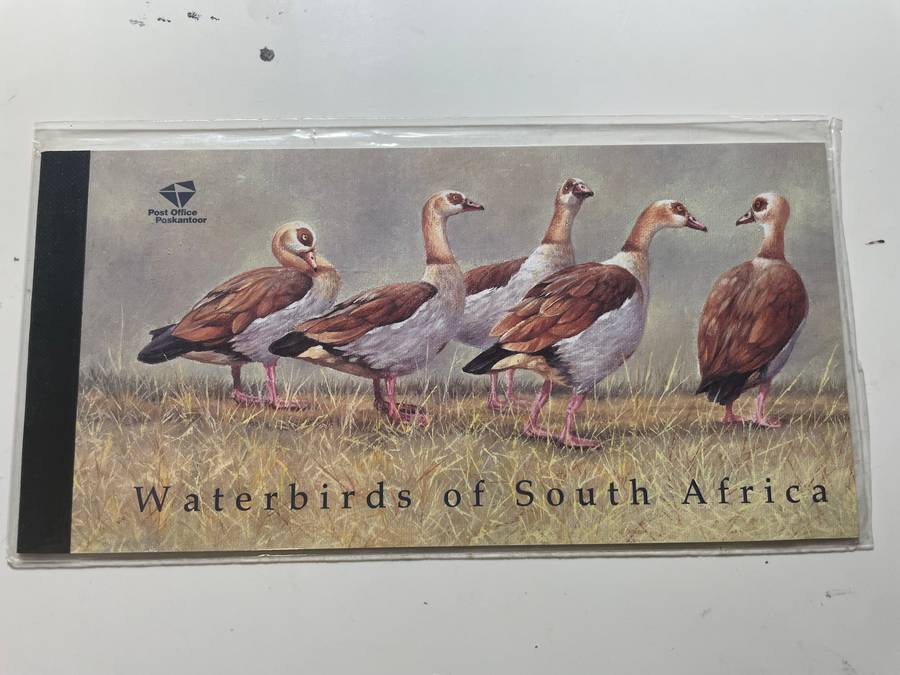 Post Office
Poskantoor
Waterbirds of South Africa